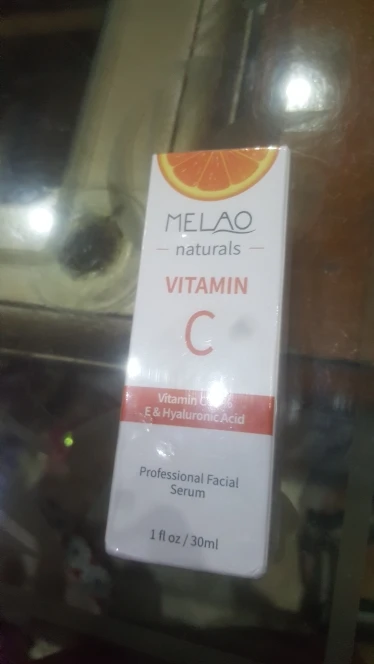 MELAO
naturals
VITAMIN
C
Vitamin
E & Hyaluronic Acid
Professional Facial
Serum
1 fl oz / 30ml